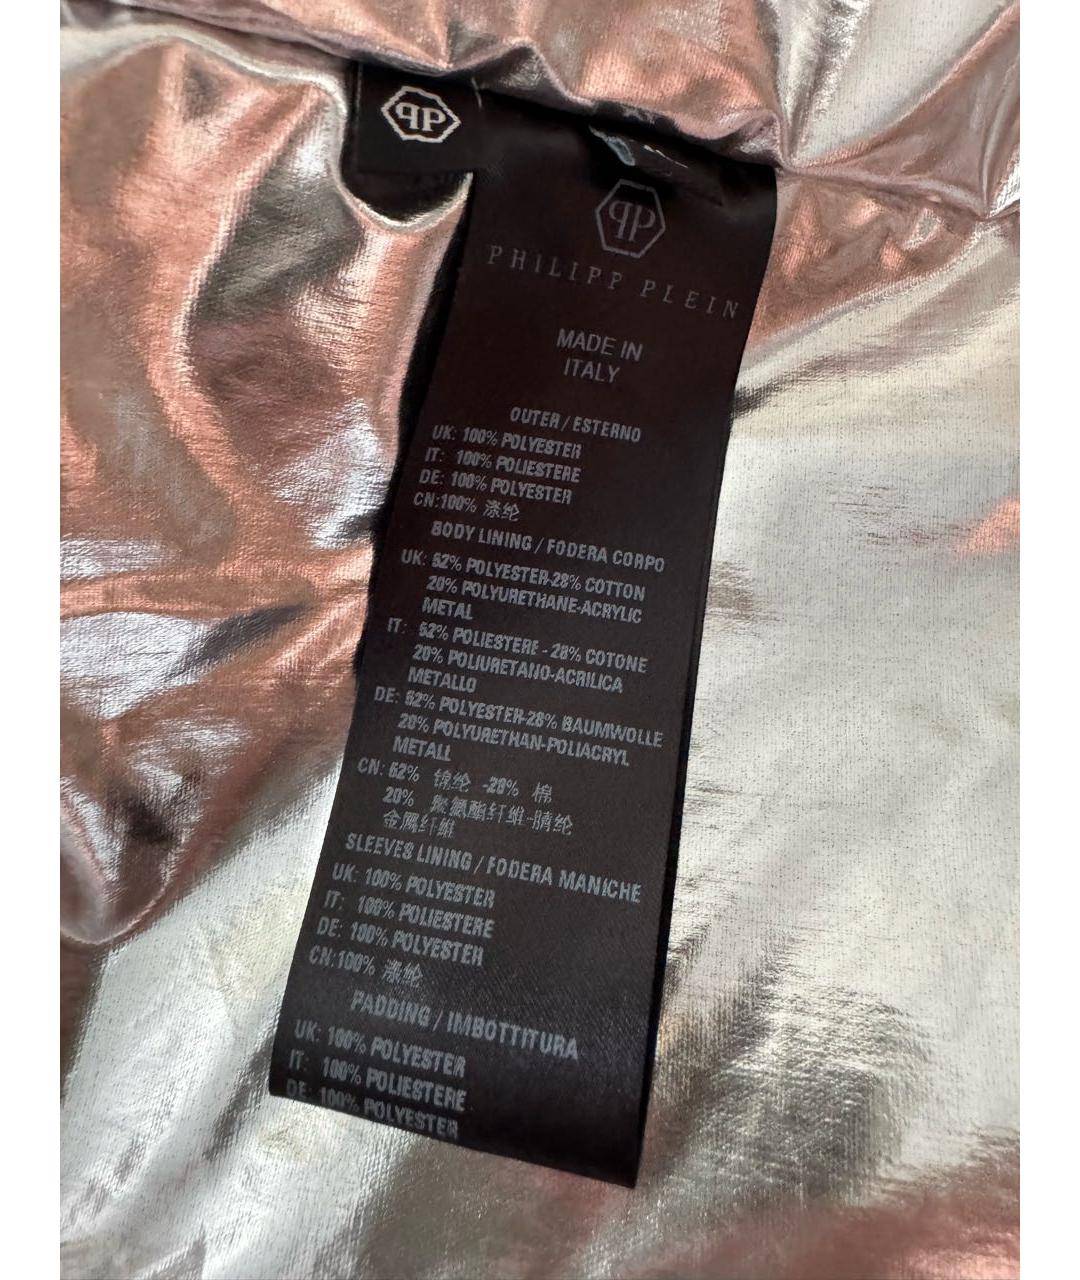 PHILIPP PLEIN
MADE IN
ITALY
OUTER / ESTERNO
UK: 100% POLYESTER
IT: 100% POLIESTERE
DE: 100% POLYESTER
CN:100% 涤纶
BODY LINING / FODERA CORPO
UK: 52% POLYESTER-28% COTTON
20% POLYURETHANE-ACRYLIC
METAL
IT: 52% POLIESTERE - 28% COTONE
20% POLIURETANO-ACRILICA
METALLO
DE: 52% POLYESTER-28% BAUMWOLLE
20% POLYURETHAN-POLIACRYL
METALL
CN: 52% 锦纶 -28% 棉
20% 聚氨酯纤维-腈纶
金属纤维
SLEEVES LINING / FODERA MANICHE
UK: 100% POLYESTER
IT: 100% POLIESTERE
DE: 100% POLYESTER
CN:100% 涤纶
PADDING / IMBOTTITURA
UK: 100% POLYESTER
IT: 100% POLIESTERE
DE: 100% POLYESTER